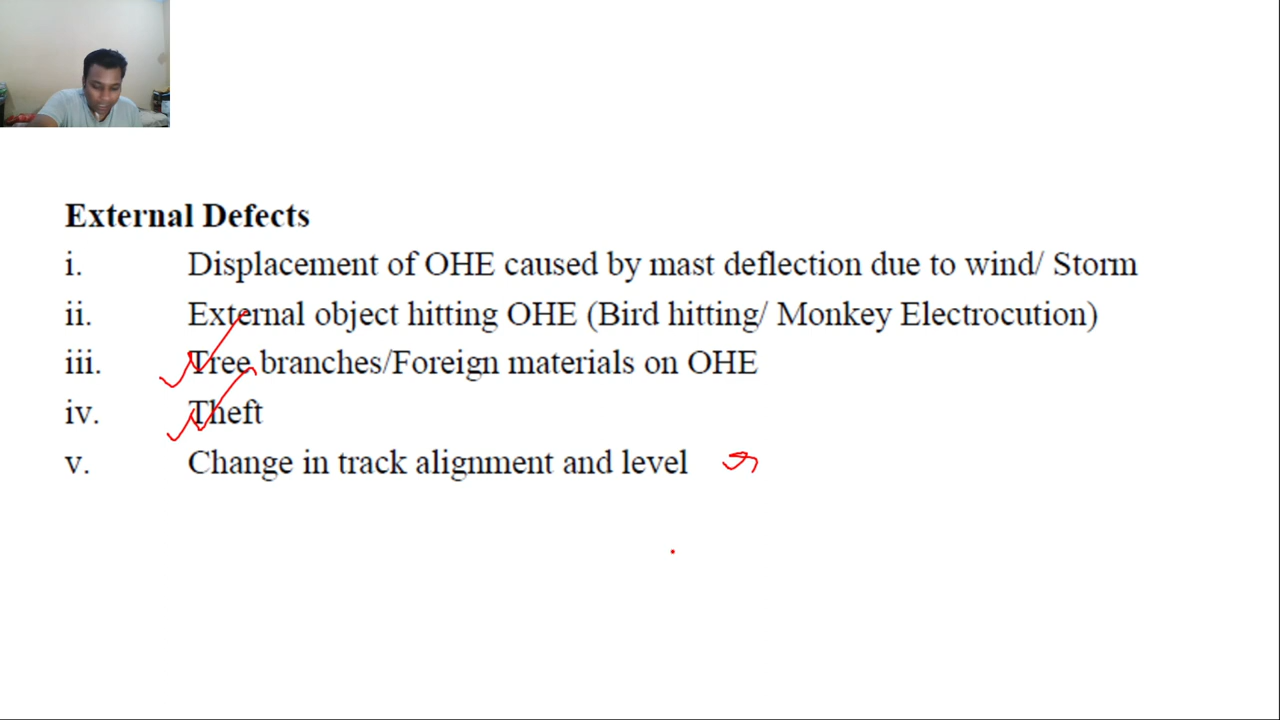 External Defects
i. Displacement of OHE caused by mast deflection due to wind/ Storm
ii. External object hitting OHE (Bird hitting/ Monkey Electrocution)
iii. Tree branches/Foreign materials on OHE
iv. Theft
v. Change in track alignment and level